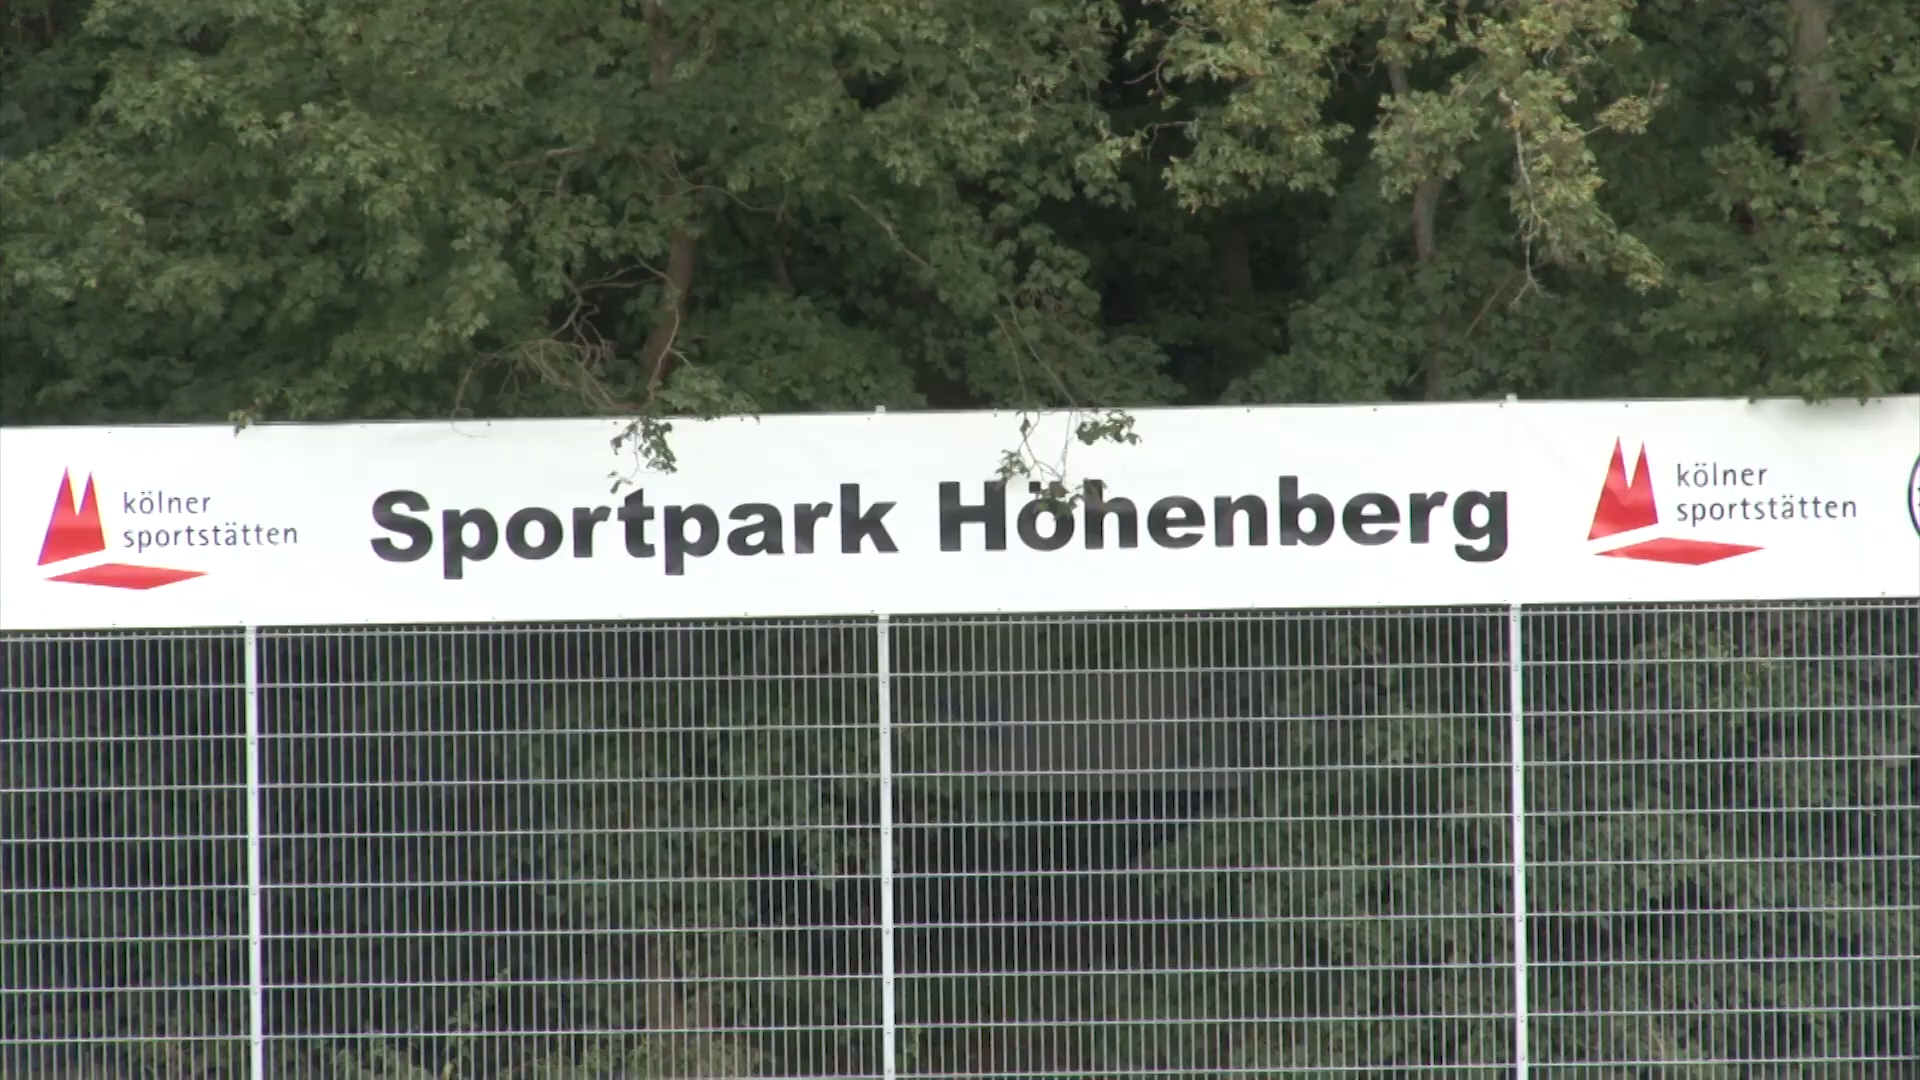 kölner
sportstätten
Sportpark Höhenberg
kölner
sportstätten